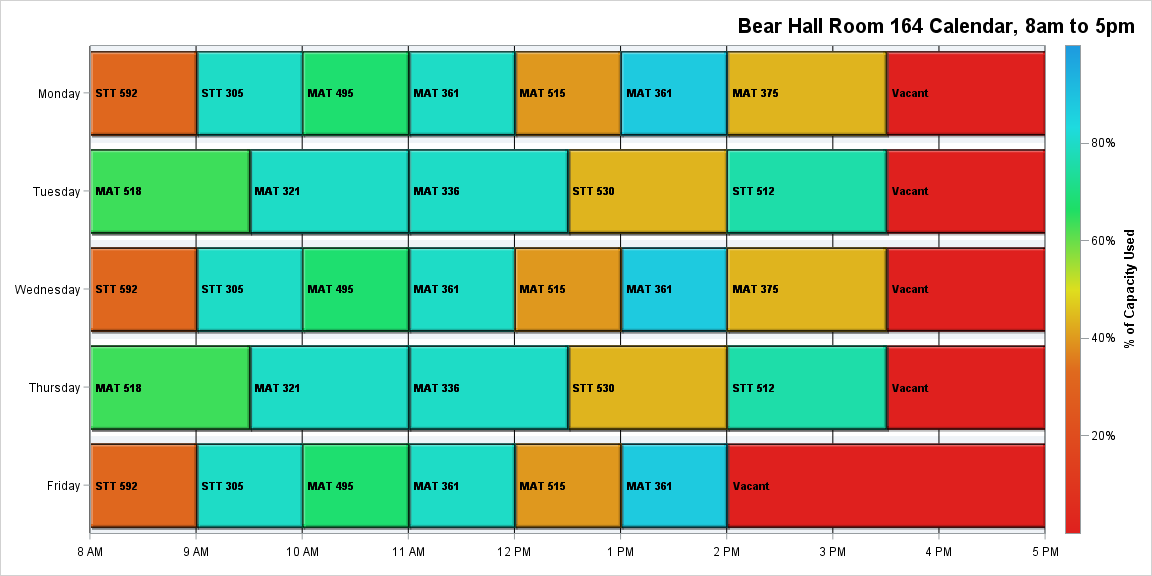 Bear Hall Room 164 Calendar, 8am to 5pm
Monday
STT 592
STT 305
MAT 495
MAT 361
MAT 515
MAT 361
MAT 375
Vacant
Tuesday
MAT 518
MAT 321
MAT 336
STT 530
STT 512
Vacant
Wednesday
STT 592
STT 305
MAT 495
MAT 361
MAT 515
MAT 361
MAT 375
Vacant
Thursday
MAT 518
MAT 321
MAT 336
STT 530
STT 512
Vacant
Friday
STT 592
STT 305
MAT 495
MAT 361
MAT 515
MAT 361
Vacant
8 AM
9 AM
10 AM
11 AM
12 PM
1 PM
2 PM
3 PM
4 PM
5 PM
80%
60%
40%
20%
% of Capacity Used